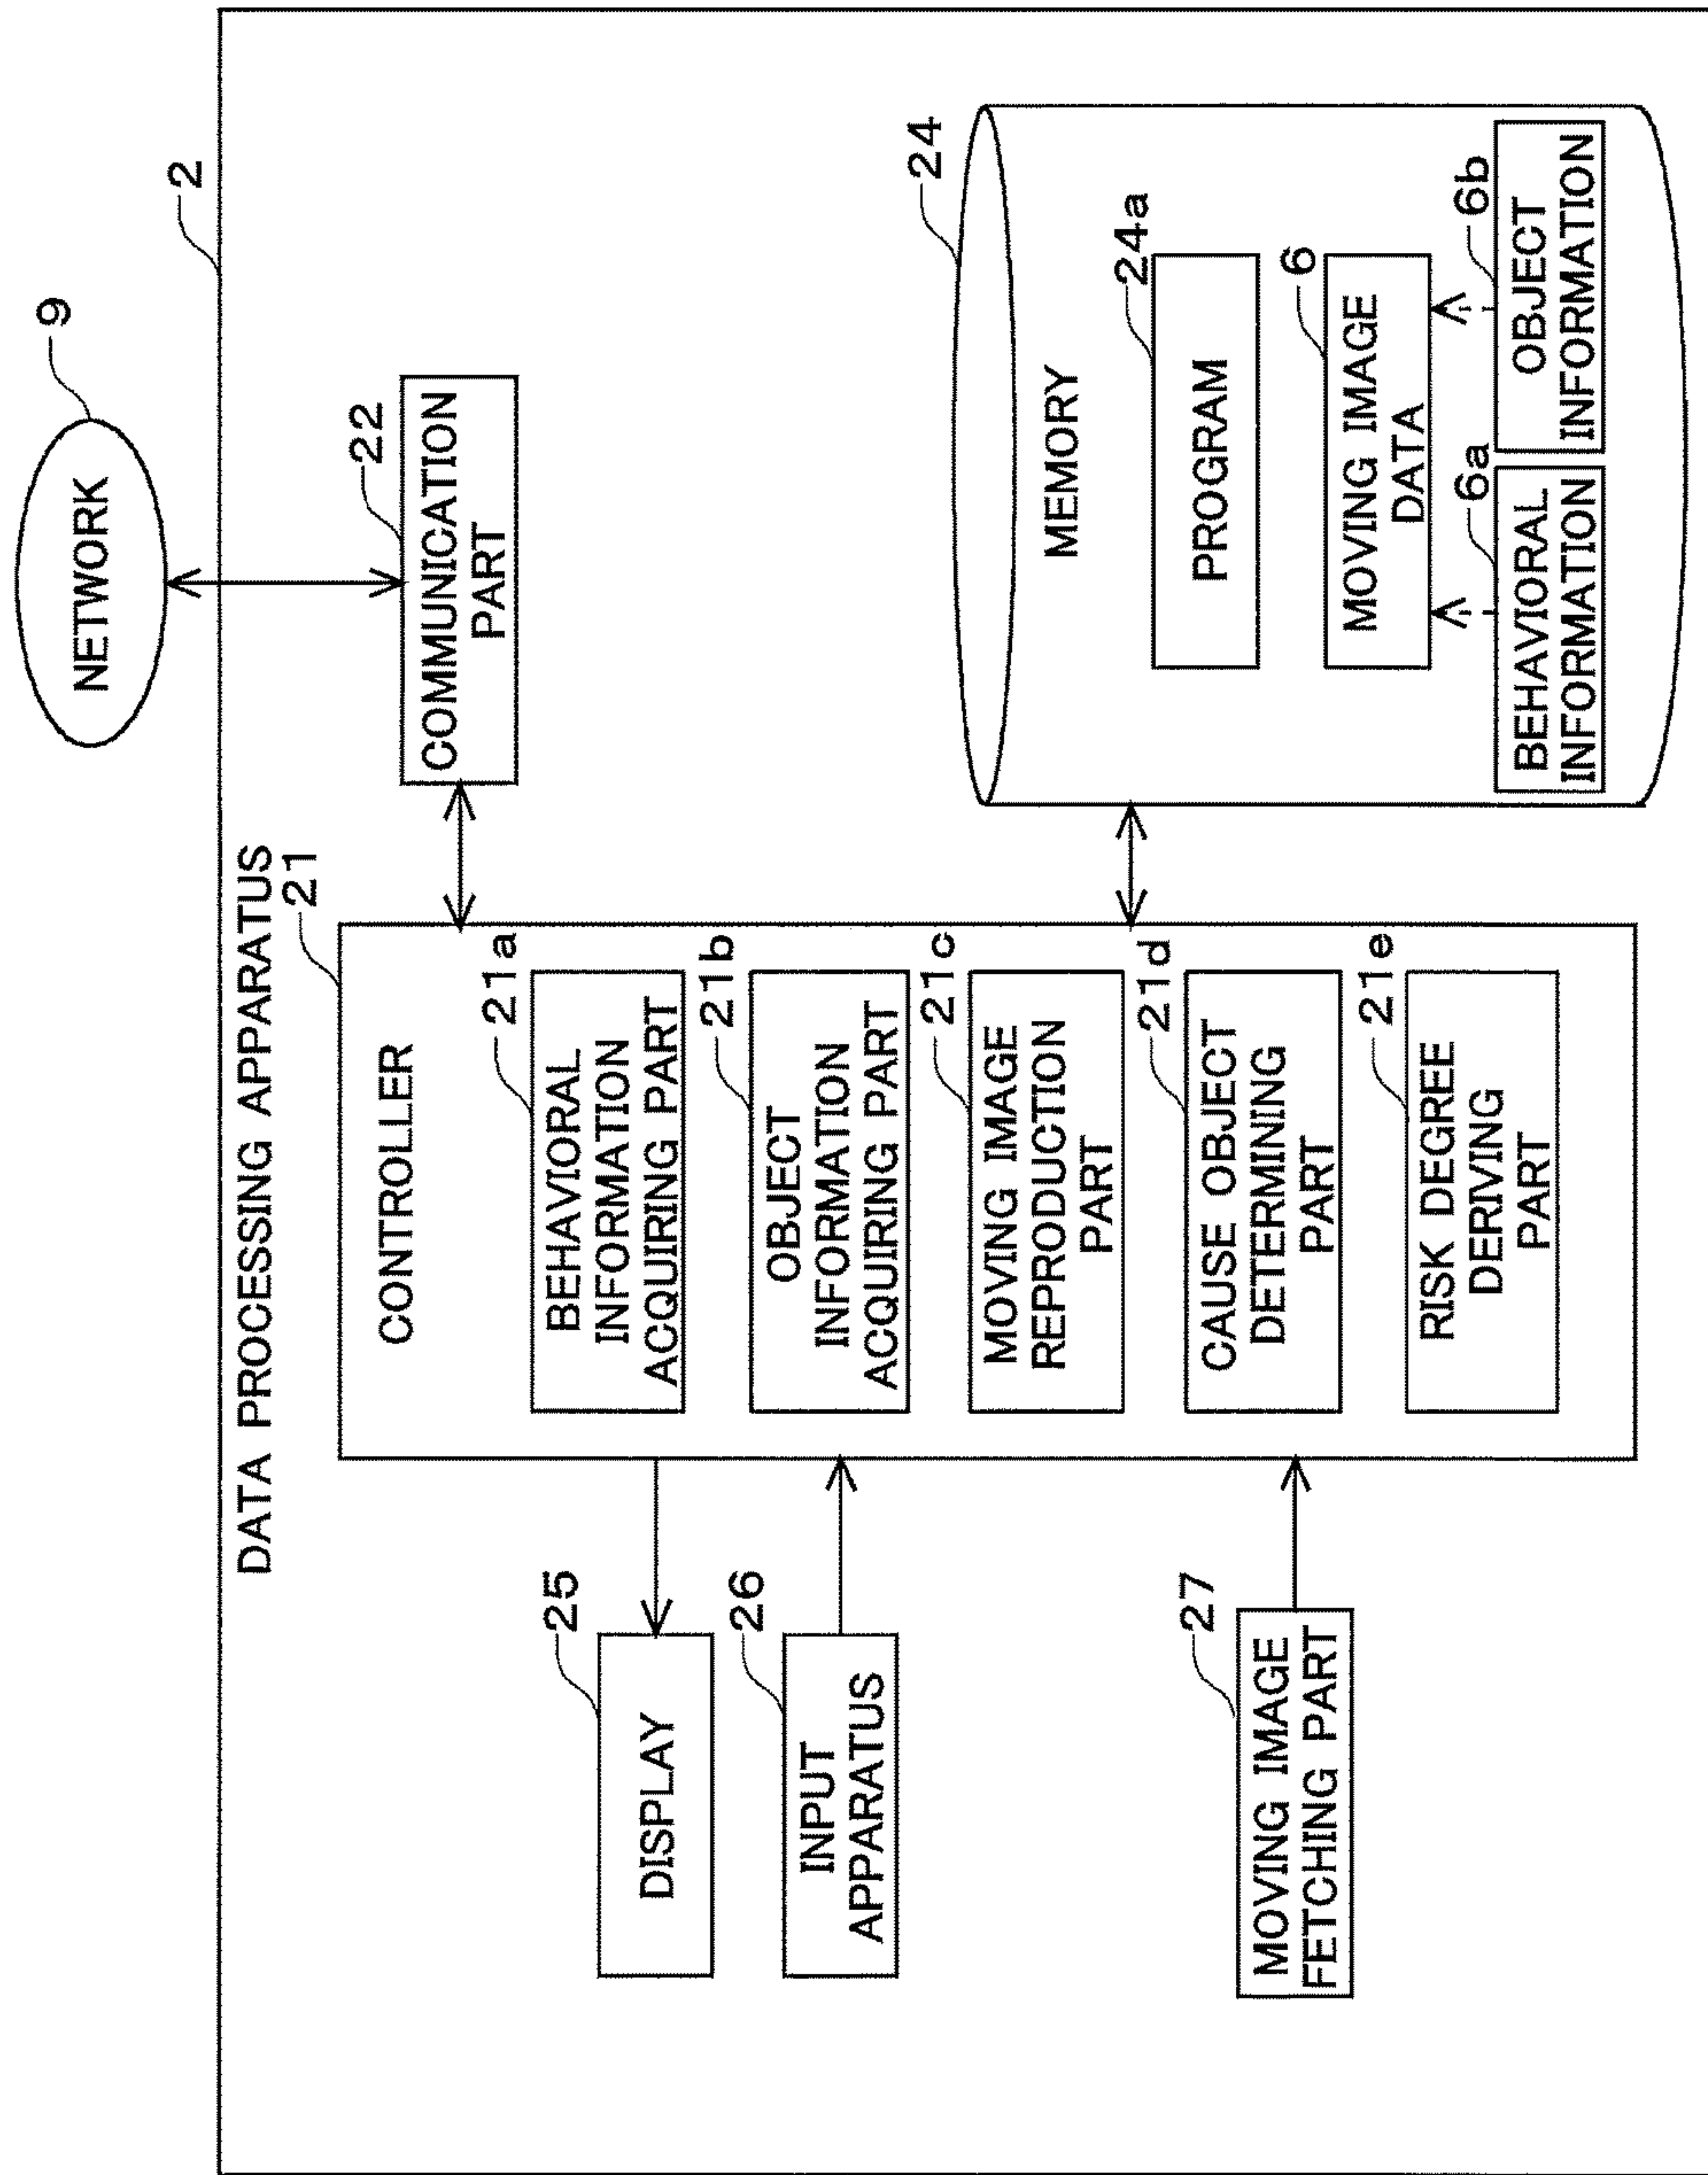 NETWORK
9
2
DATA PROCESSING APPARATUS
21
CONTROLLER
21a
BEHAVIORAL
INFORMATION
ACQUIRING PART
21b
OBJECT
INFORMATION
ACQUIRING PART
21c
MOVING IMAGE
REPRODUCTION
PART
21d
CAUSE OBJECT
DETERMINING
PART
21e
RISK DEGREE
DERIVING
PART
25
DISPLAY
26
INPUT
APPARATUS
27
MOVING IMAGE
FETCHING PART
22
COMMUNICATION
PART
24
MEMORY
24a
PROGRAM
6
MOVING IMAGE
DATA
6a
BEHAVIORAL
INFORMATION
6b
OBJECT
INFORMATION